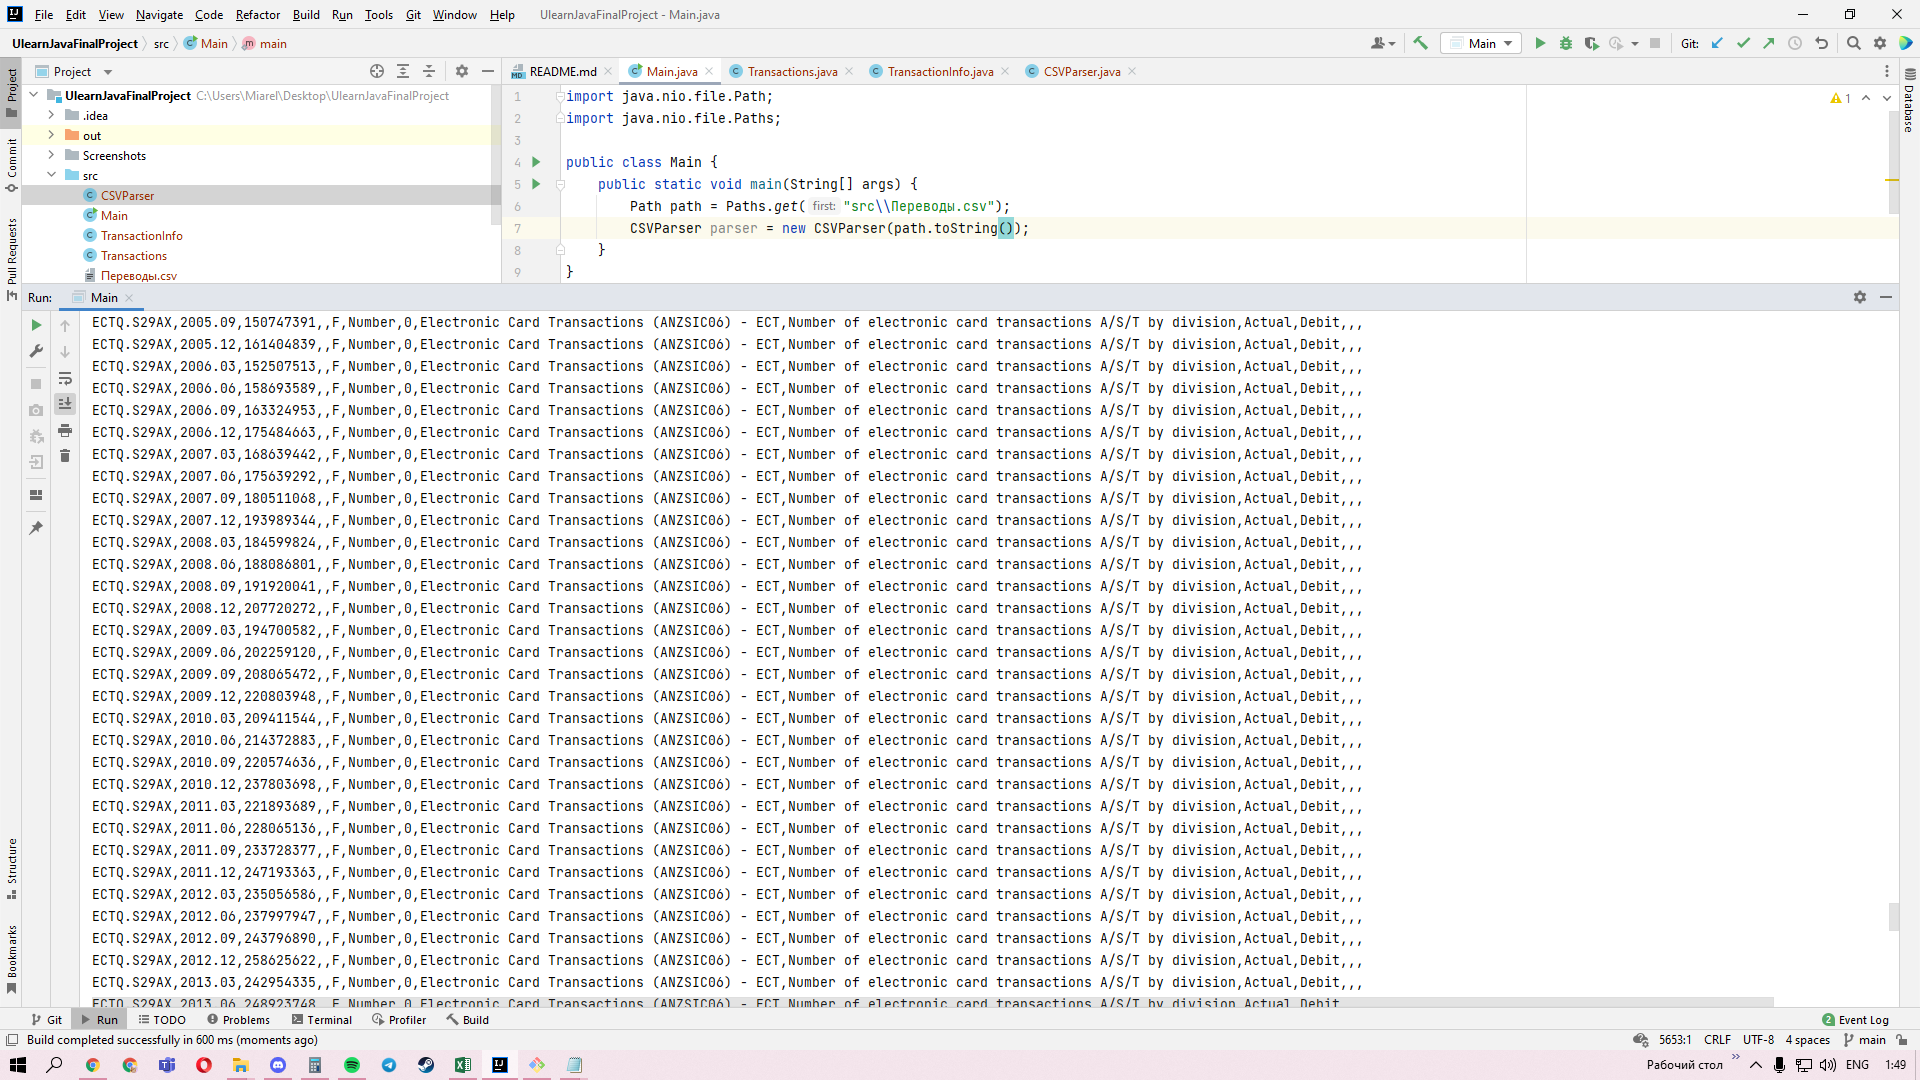 File Edit View Navigate Code Refactor Build Run Tools Git Window Help UlearnJavaFinalProject - Main.java
UlearnJavaFinalProject src Main main Main Git:
Project README.md Main.java Transactions.java TransactionInfo.java CSVParser.java
UlearnJavaFinalProject C:\Users\Miarel\Desktop\UlearnJavaFinalProject
.idea
out
Screenshots
src
CSVParser
Main
TransactionInfo
Transactions
Переводы.csv
1 import java.nio.file.Path;
2 import java.nio.file.Paths;
3
4 public class Main {
5 public static void main(String[] args) {
6 Path path = Paths.get( first: "src\\Переводы.csv");
7 CSVParser parser = new CSVParser(path.toString());
8 }
9 }
1
Project
Commit
Pull Requests
Structure
Bookmarks
Database
Run: Main
ECTQ.S29AX,2005.09,150747391,,F,Number,0,Electronic Card Transactions (ANZSIC06) - ECT,Number of electronic card transactions A/S/T by division,Actual,Debit,,,
ECTQ.S29AX,2005.12,161404839,,F,Number,0,Electronic Card Transactions (ANZSIC06) - ECT,Number of electronic card transactions A/S/T by division,Actual,Debit,,,
ECTQ.S29AX,2006.03,152507513,,F,Number,0,Electronic Card Transactions (ANZSIC06) - ECT,Number of electronic card transactions A/S/T by division,Actual,Debit,,,
ECTQ.S29AX,2006.06,158693589,,F,Number,0,Electronic Card Transactions (ANZSIC06) - ECT,Number of electronic card transactions A/S/T by division,Actual,Debit,,,
ECTQ.S29AX,2006.09,163324953,,F,Number,0,Electronic Card Transactions (ANZSIC06) - ECT,Number of electronic card transactions A/S/T by division,Actual,Debit,,,
ECTQ.S29AX,2006.12,175484663,,F,Number,0,Electronic Card Transactions (ANZSIC06) - ECT,Number of electronic card transactions A/S/T by division,Actual,Debit,,,
ECTQ.S29AX,2007.03,168639442,,F,Number,0,Electronic Card Transactions (ANZSIC06) - ECT,Number of electronic card transactions A/S/T by division,Actual,Debit,,,
ECTQ.S29AX,2007.06,175639292,,F,Number,0,Electronic Card Transactions (ANZSIC06) - ECT,Number of electronic card transactions A/S/T by division,Actual,Debit,,,
ECTQ.S29AX,2007.09,180511068,,F,Number,0,Electronic Card Transactions (ANZSIC06) - ECT,Number of electronic card transactions A/S/T by division,Actual,Debit,,,
ECTQ.S29AX,2007.12,193989344,,F,Number,0,Electronic Card Transactions (ANZSIC06) - ECT,Number of electronic card transactions A/S/T by division,Actual,Debit,,,
ECTQ.S29AX,2008.03,184599824,,F,Number,0,Electronic Card Transactions (ANZSIC06) - ECT,Number of electronic card transactions A/S/T by division,Actual,Debit,,,
ECTQ.S29AX,2008.06,188086801,,F,Number,0,Electronic Card Transactions (ANZSIC06) - ECT,Number of electronic card transactions A/S/T by division,Actual,Debit,,,
ECTQ.S29AX,2008.09,191920041,,F,Number,0,Electronic Card Transactions (ANZSIC06) - ECT,Number of electronic card transactions A/S/T by division,Actual,Debit,,,
ECTQ.S29AX,2008.12,207720272,,F,Number,0,Electronic Card Transactions (ANZSIC06) - ECT,Number of electronic card transactions A/S/T by division,Actual,Debit,,,
ECTQ.S29AX,2009.03,194700582,,F,Number,0,Electronic Card Transactions (ANZSIC06) - ECT,Number of electronic card transactions A/S/T by division,Actual,Debit,,,
ECTQ.S29AX,2009.06,202259120,,F,Number,0,Electronic Card Transactions (ANZSIC06) - ECT,Number of electronic card transactions A/S/T by division,Actual,Debit,,,
ECTQ.S29AX,2009.09,208065472,,F,Number,0,Electronic Card Transactions (ANZSIC06) - ECT,Number of electronic card transactions A/S/T by division,Actual,Debit,,,
ECTQ.S29AX,2009.12,220803948,,F,Number,0,Electronic Card Transactions (ANZSIC06) - ECT,Number of electronic card transactions A/S/T by division,Actual,Debit,,,
ECTQ.S29AX,2010.03,209411544,,F,Number,0,Electronic Card Transactions (ANZSIC06) - ECT,Number of electronic card transactions A/S/T by division,Actual,Debit,,,
ECTQ.S29AX,2010.06,214372883,,F,Number,0,Electronic Card Transactions (ANZSIC06) - ECT,Number of electronic card transactions A/S/T by division,Actual,Debit,,,
ECTQ.S29AX,2010.09,220574636,,F,Number,0,Electronic Card Transactions (ANZSIC06) - ECT,Number of electronic card transactions A/S/T by division,Actual,Debit,,,
ECTQ.S29AX,2010.12,237803698,,F,Number,0,Electronic Card Transactions (ANZSIC06) - ECT,Number of electronic card transactions A/S/T by division,Actual,Debit,,,
ECTQ.S29AX,2011.03,221893689,,F,Number,0,Electronic Card Transactions (ANZSIC06) - ECT,Number of electronic card transactions A/S/T by division,Actual,Debit,,,
ECTQ.S29AX,2011.06,228065136,,F,Number,0,Electronic Card Transactions (ANZSIC06) - ECT,Number of electronic card transactions A/S/T by division,Actual,Debit,,,
ECTQ.S29AX,2011.09,233728377,,F,Number,0,Electronic Card Transactions (ANZSIC06) - ECT,Number of electronic card transactions A/S/T by division,Actual,Debit,,,
ECTQ.S29AX,2011.12,247193363,,F,Number,0,Electronic Card Transactions (ANZSIC06) - ECT,Number of electronic card transactions A/S/T by division,Actual,Debit,,,
ECTQ.S29AX,2012.03,235056586,,F,Number,0,Electronic Card Transactions (ANZSIC06) - ECT,Number of electronic card transactions A/S/T by division,Actual,Debit,,,
ECTQ.S29AX,2012.06,237997947,,F,Number,0,Electronic Card Transactions (ANZSIC06) - ECT,Number of electronic card transactions A/S/T by division,Actual,Debit,,,
ECTQ.S29AX,2012.09,243796890,,F,Number,0,Electronic Card Transactions (ANZSIC06) - ECT,Number of electronic card transactions A/S/T by division,Actual,Debit,,,
ECTQ.S29AX,2012.12,258625622,,F,Number,0,Electronic Card Transactions (ANZSIC06) - ECT,Number of electronic card transactions A/S/T by division,Actual,Debit,,,
ECTQ.S29AX,2013.03,242954335,,F,Number,0,Electronic Card Transactions (ANZSIC06) - ECT,Number of electronic card transactions A/S/T by division,Actual,Debit,,,
ECTQ.S29AX,2013.06,248923748,,F,Number,0,Electronic Card Transactions (ANZSIC06) - ECT,Number of electronic card transactions A/S/T by division,Actual,Debit,,,
Git Run TODO Problems Terminal Profiler Build 2 Event Log
Build completed successfully in 600 ms (moments ago) 5653:1 CRLF UTF-8 4 spaces main
Рабочий стол ENG 1:49